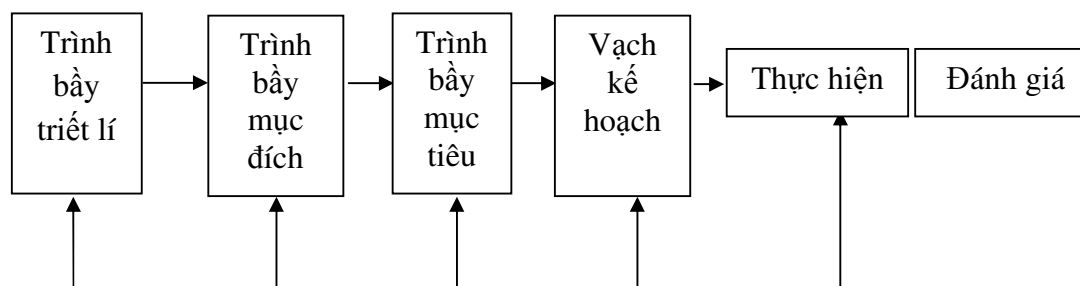 Trình
bầy
triết lí
Trình
bầy
mục
đích
Trình
bầy
mục
tiêu
Vạch
kế
hoạch
Thực hiện
Đánh giá